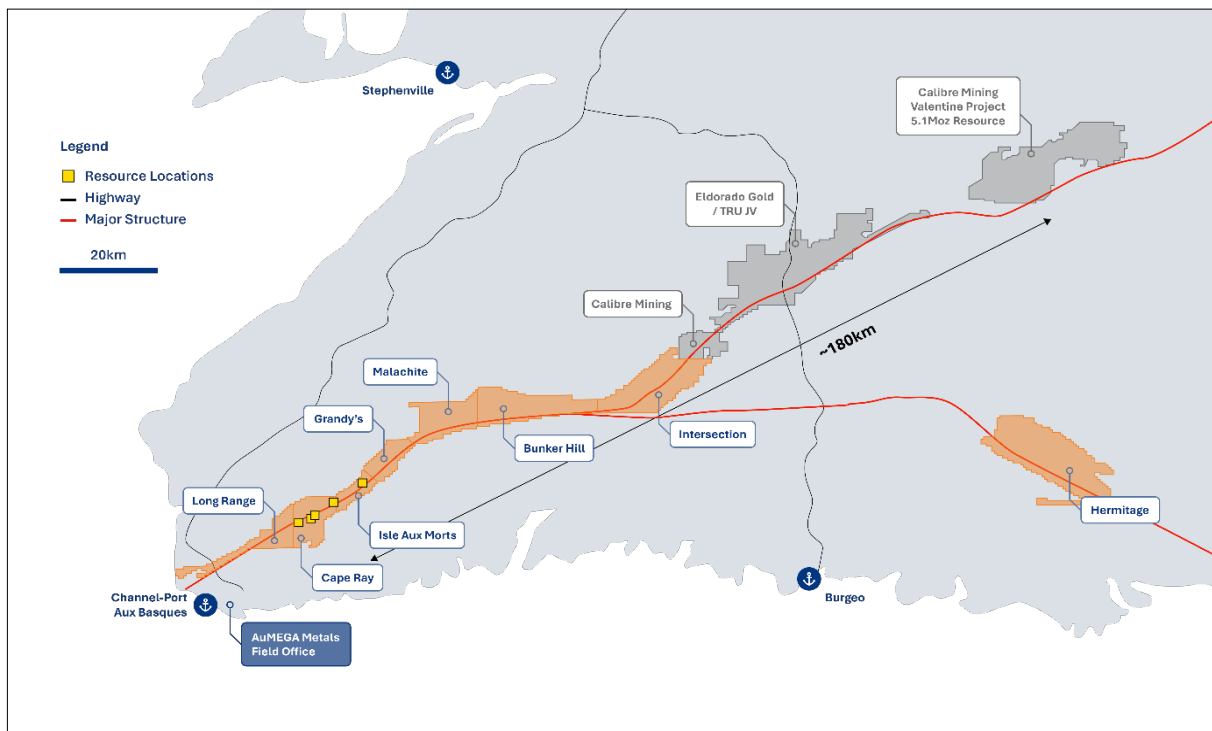 Stephenville
Calibre Mining
Valentine Project
5.1Moz Resource
Legend
Resource Locations
Highway
Major Structure
20km
Eldorado Gold
/ TRU JV
Calibre Mining
~180km
Malachite
Grandy's
Bunker Hill
Intersection
Long Range
Isle Aux Morts
Hermitage
Cape Ray
Channel-Port
Aux Basques
Burgeo
AuMEGA Metals
Field Office